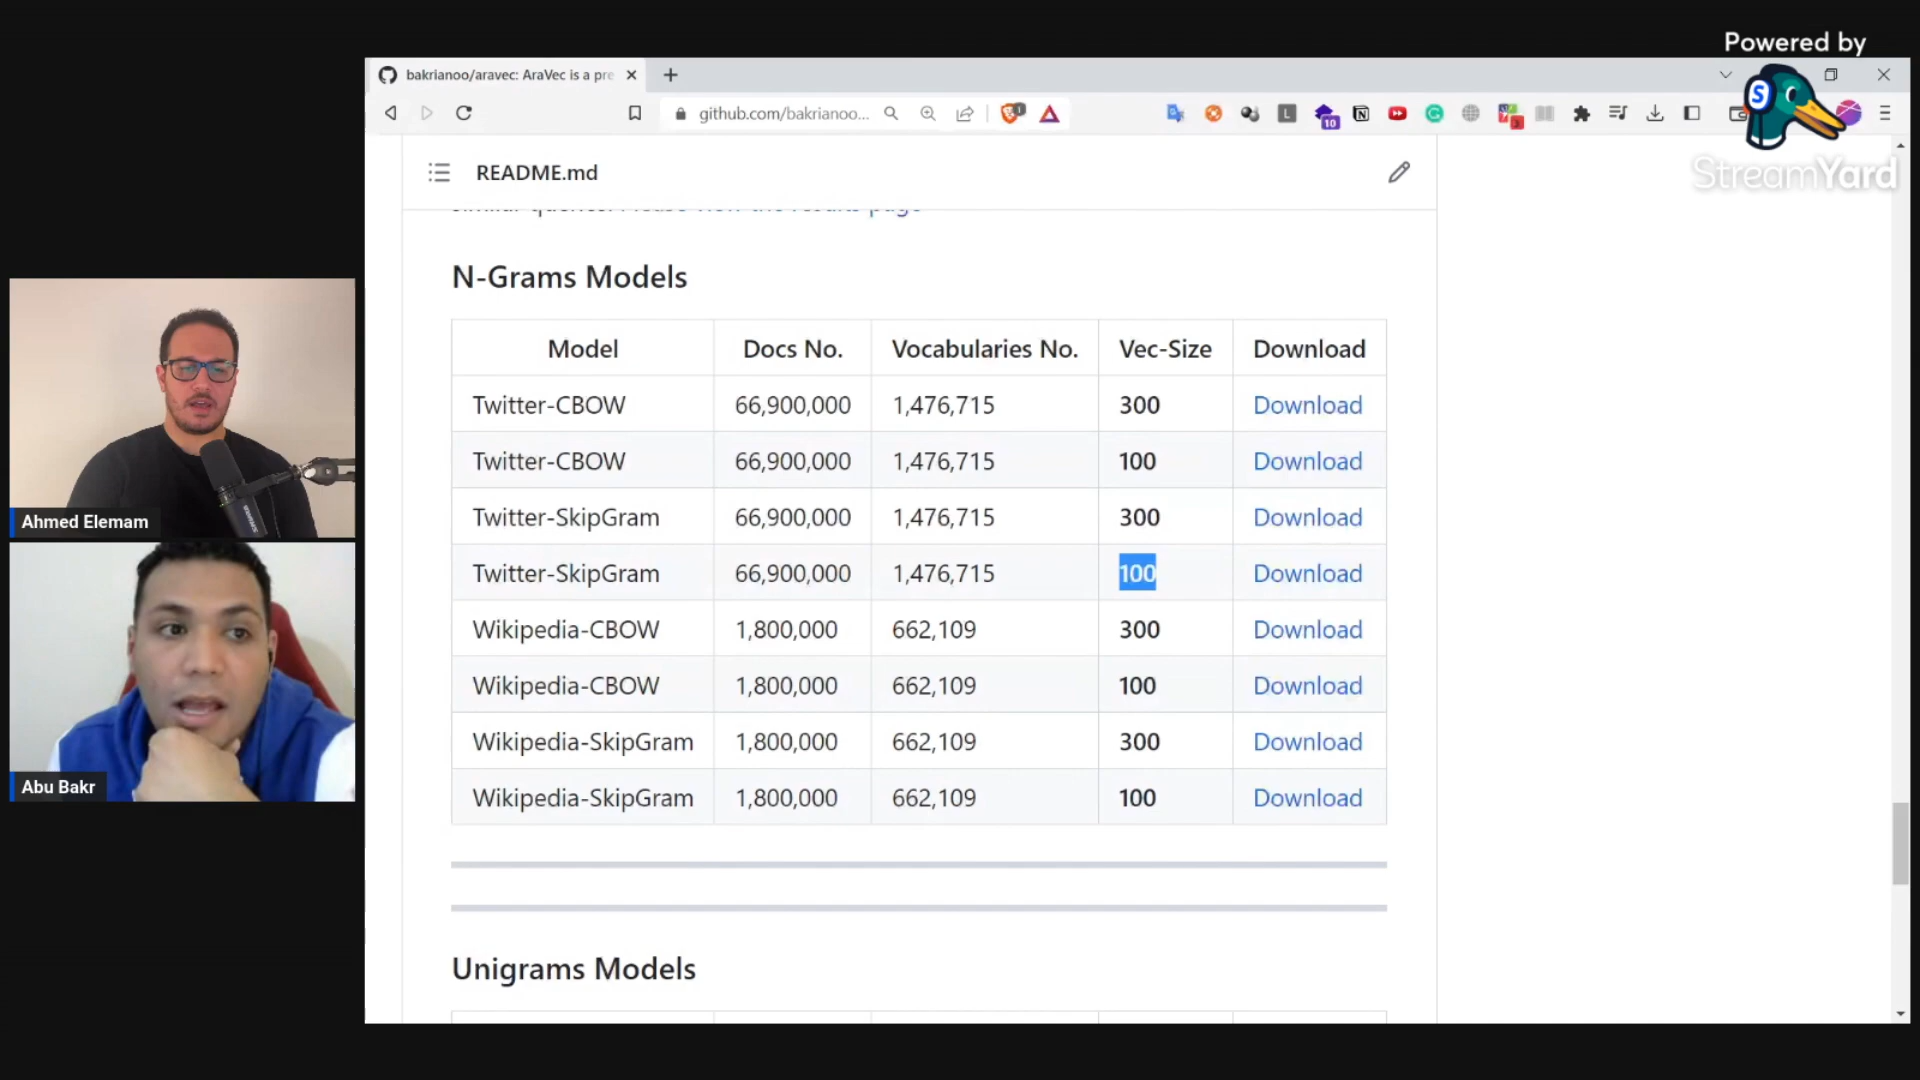 Powered by
StreamYard
bakrianoo/aravec: AraVec is a pre
github.com/bakrianoo...
10
README.md
N-Grams Models
Model Docs No. Vocabularies No. Vec-Size Download
Twitter-CBOW 66,900,000 1,476,715 300 Download
Twitter-CBOW 66,900,000 1,476,715 100 Download
Twitter-SkipGram 66,900,000 1,476,715 300 Download
Twitter-SkipGram 66,900,000 1,476,715 100 Download
Wikipedia-CBOW 1,800,000 662,109 300 Download
Wikipedia-CBOW 1,800,000 662,109 100 Download
Wikipedia-SkipGram 1,800,000 662,109 300 Download
Wikipedia-SkipGram 1,800,000 662,109 100 Download
Unigrams Models
Ahmed Elemam
Abu Bakr